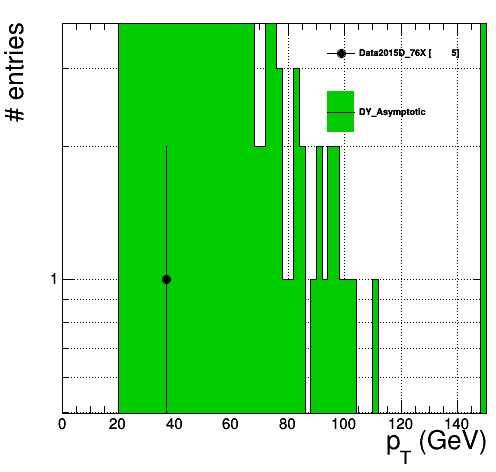 # entries
Data2015D_76X [ 5]
DY_Asymptotic
1
0 20 40 60 80 100 120 140
p_T (GeV)